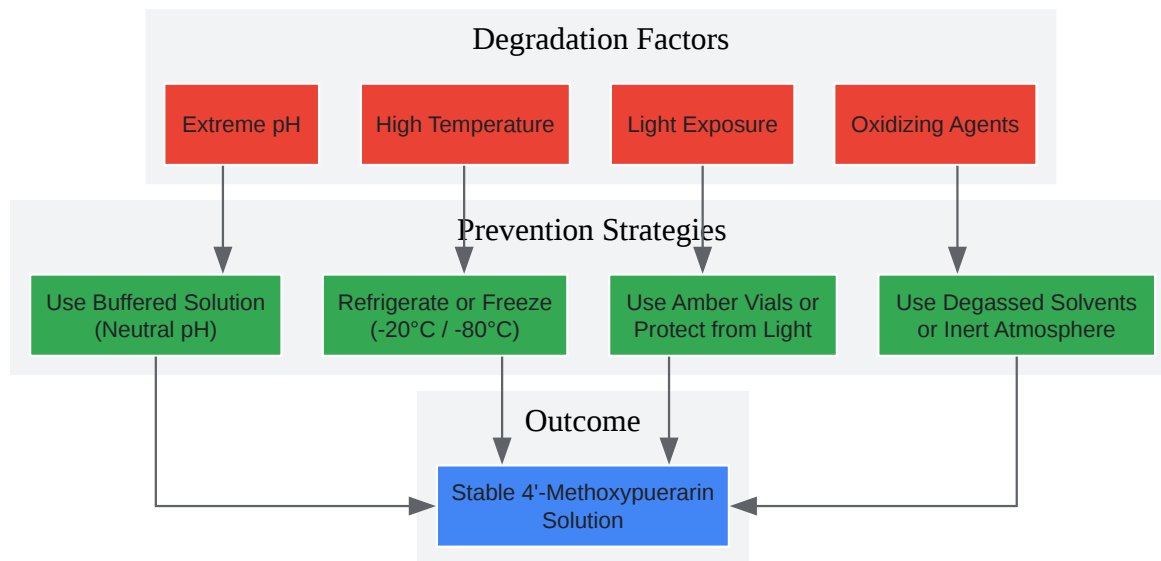 Degradation Factors
Extreme pH
High Temperature
Light Exposure
Oxidizing Agents
Prevention Strategies
Use Buffered Solution
(Neutral pH)
Refrigerate or Freeze
(-20°C / -80°C)
Use Amber Vials or
Protect from Light
Use Degassed Solvents
or Inert Atmosphere
Outcome
Stable 4'-Methoxypuerarin
Solution